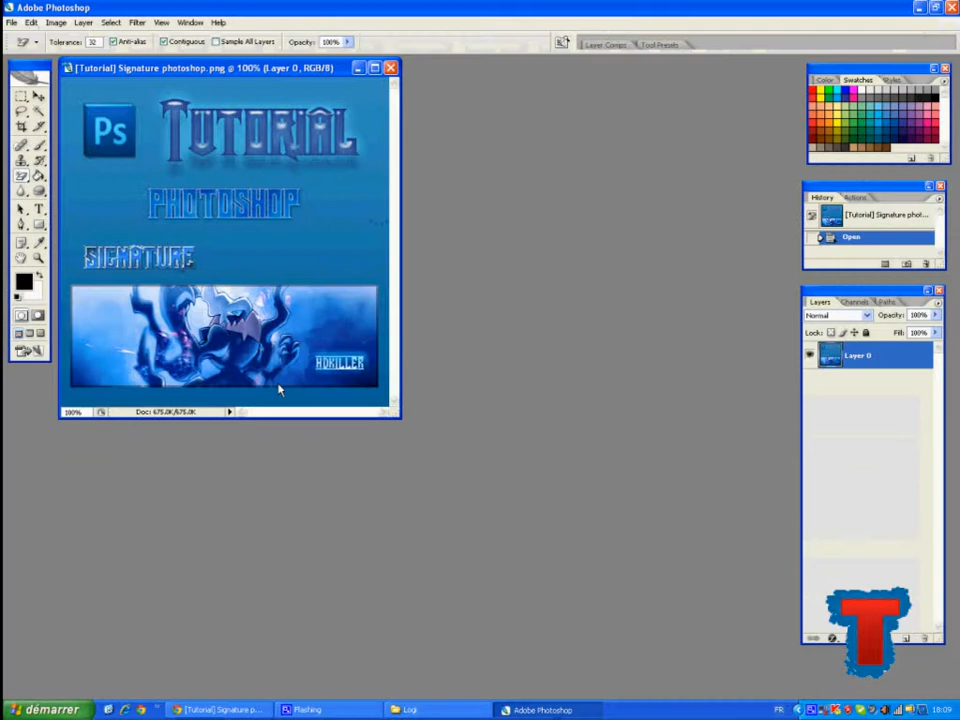 Adobe Photoshop
File Edit Image Layer Select Filter View Window Help
Tolerance: 32 Anti-alias Contiguous Sample All Layers Opacity: 100% Layer Comps Tool Presets
[Tutorial] Signature photoshop.png @ 100% (Layer 0, RGB/8)
Ps TUTORIAL
PHOTOSHOP
SIGNATURE
HDKILLER
100% Doc: 675.0K/675.0K
Color Swatches Styles
History Actions
[Tutorial] Signature phot...
Open
Layers Channels Paths
Normal Opacity: 100%
Lock: Fill: 100%
Layer 0
T
démarrer [Tutorial] Signature p... Flashing Logi Adobe Photoshop FR 18:09